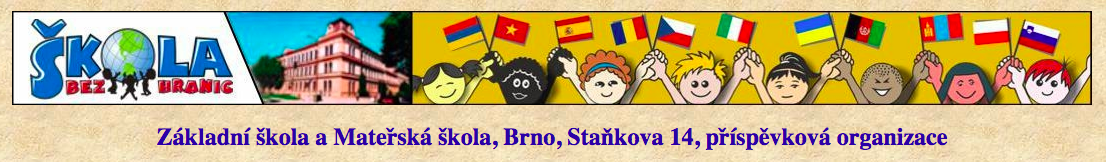 ŠKOLA
BEZ HRANIC
Základní škola a Mateřská škola, Brno, Staňkova 14, příspěvková organizace